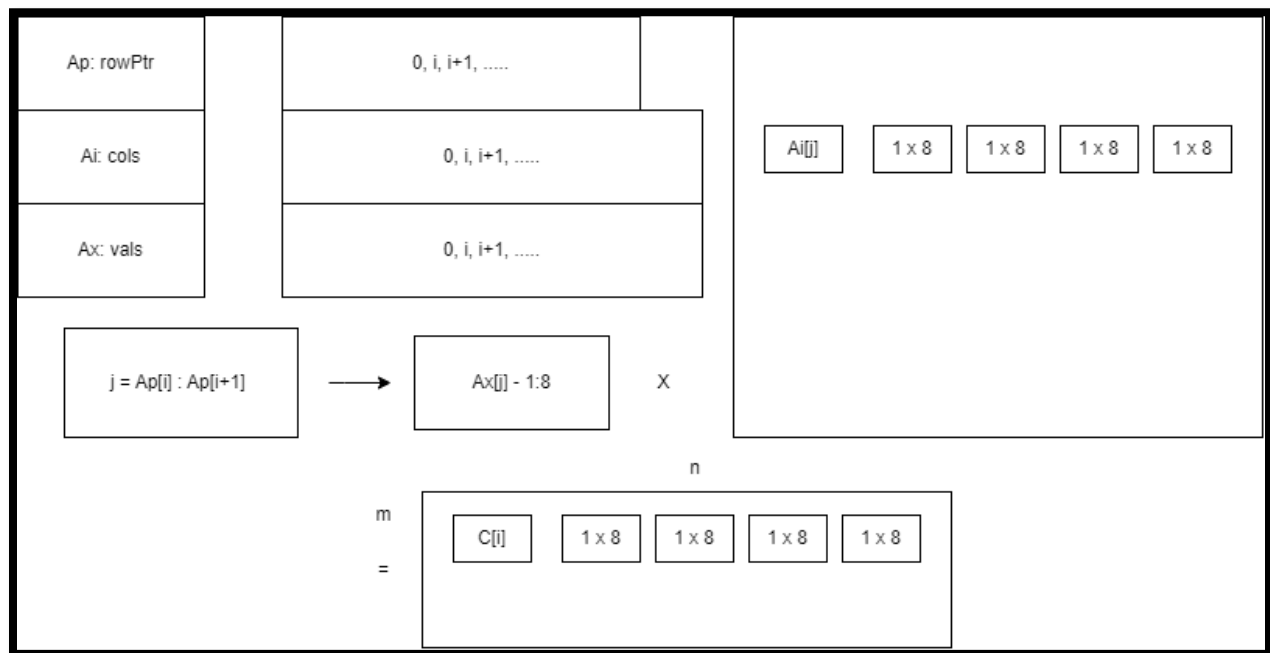 Ap: rowPtr
0, i, i+1, .....
Ai: cols
0, i, i+1, .....
Ai[j]
1 x 8
1 x 8
1 x 8
1 x 8
Ax: vals
0, i, i+1, .....
j = Ap[i] : Ap[i+1]
Ax[j] - 1:8
X
n
m
=
C[i]
1 x 8
1 x 8
1 x 8
1 x 8